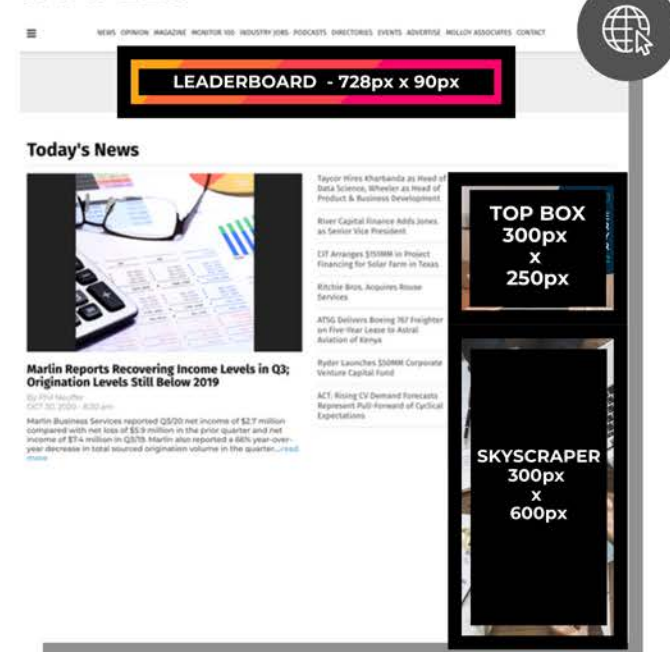 NEWS OPINION MAGAZINE MONITOR 100 INDUSTRY JOBS PODCASTS DIRECTORIES EVENTS ADVERTISE MOLLOY ASSOCIATES CONTACT
LEADERBOARD - 728px x 90px
Today's News
Taycor Hires Kharbanda as Head of
Data Science, Wheeler as Head of
Product & Business Development
River Capital Finance Adds Jones
as Senior Vice President
CIT Arranges $155MM in Project
Financing for Solar Farm in Texas
Ritchie Bros. Acquires Rouse
Services
ATSG Delivers Boeing 767 Freighter
on Five-Year Lease to Astral
Aviation of Kenya
Ryder Launches $50MM Corporate
Venture Capital Fund
ACT: Rising CV Demand Forecasts
Represent Pull-Forward of Cyclical
Expectations
TOP BOX
300px
x
250px
Marlin Reports Recovering Income Levels in Q3;
Origination Levels Still Below 2019
By Phil Neuffer
OCT 30, 2020 - 8:30 am
Marlin Business Services reported Q3/20 net income of $2.7 million
compared with net loss of $5.9 million in the prior quarter and net
income of $7.4 million in Q3/19. Marlin also reported a 66% year-over-
year decrease in total sourced origination volume in the quarter...read
more
SKYSCRAPER
300px
x
600px